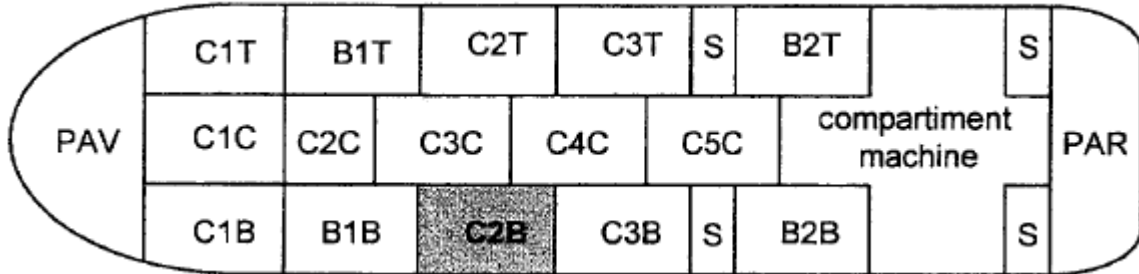 C1T B1T C2T C3T S B2T S
PAV C1C C2C C3C C4C C5C compartiment PAR
machine
C1B B1B C2B C3B S B2B S